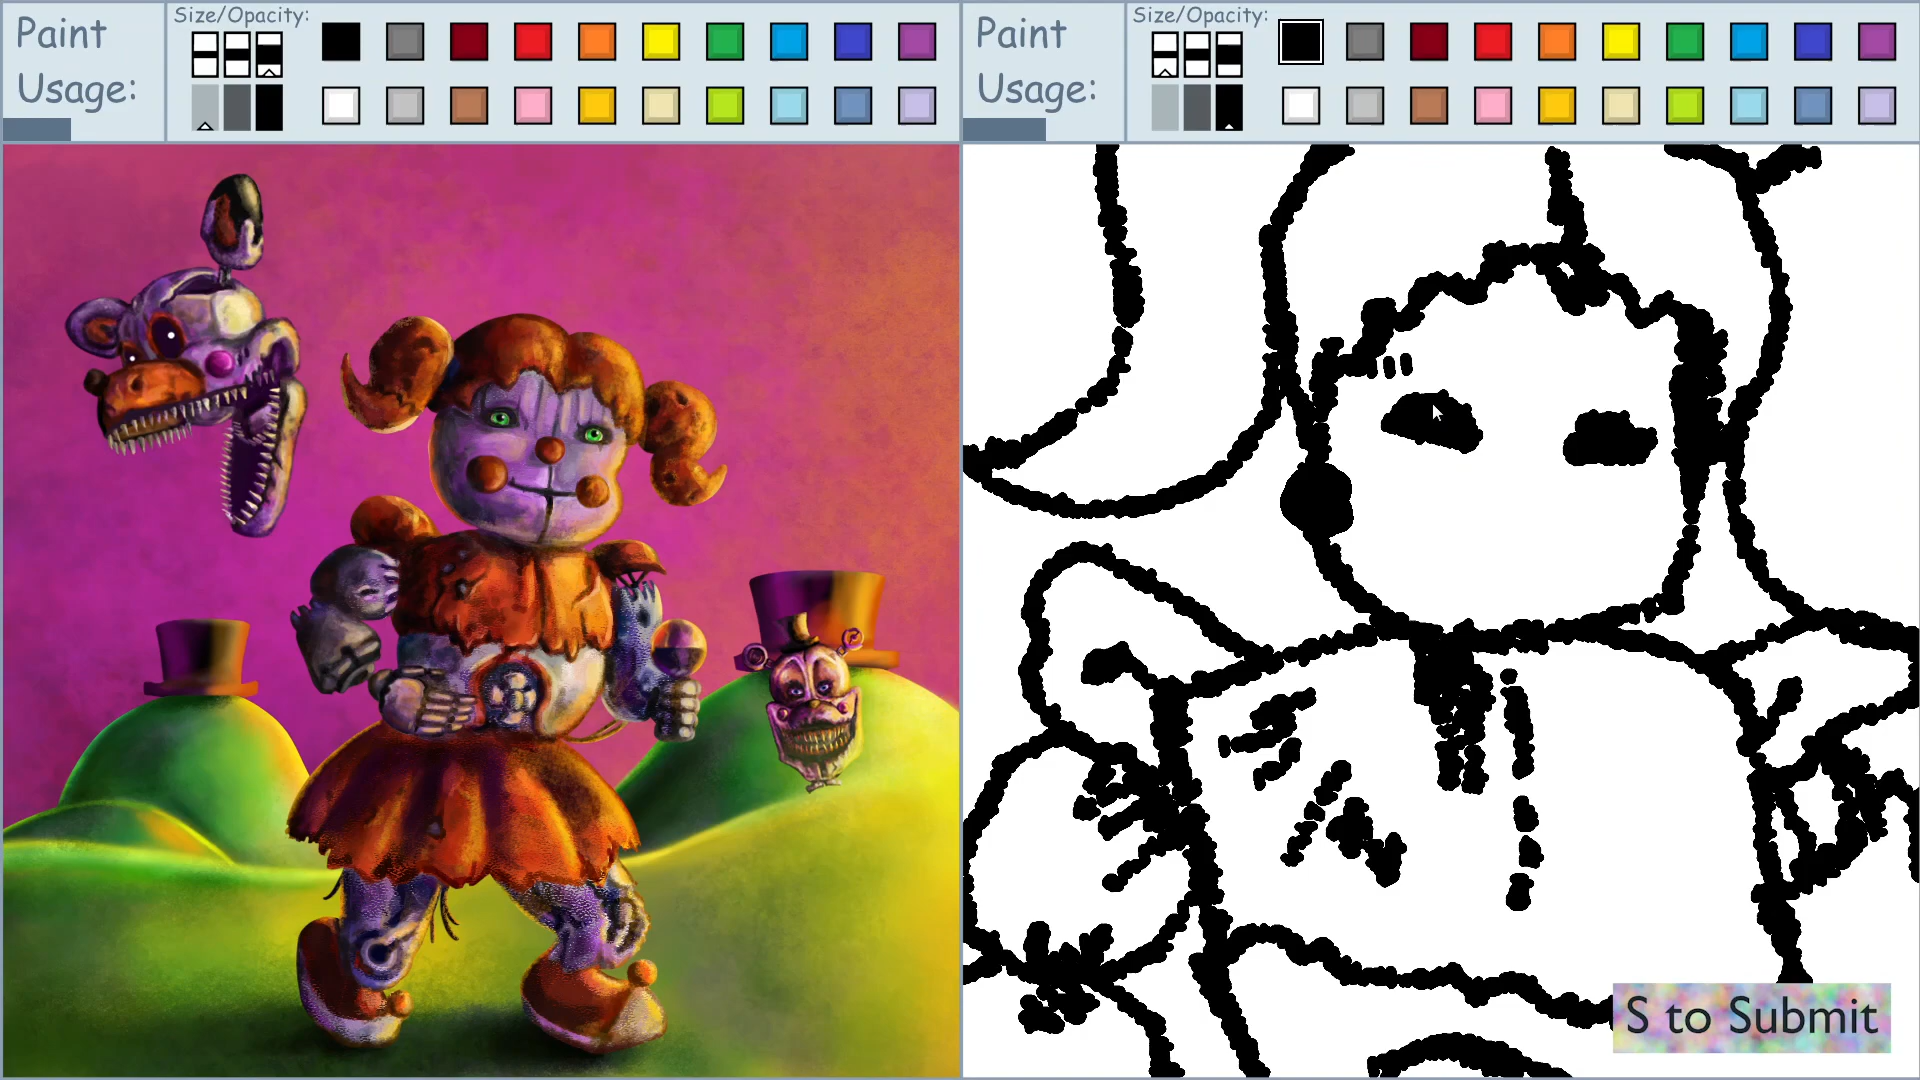 Paint
Usage:
Size/Opacity:
Paint
Usage:
Size/Opacity:
S to Submit